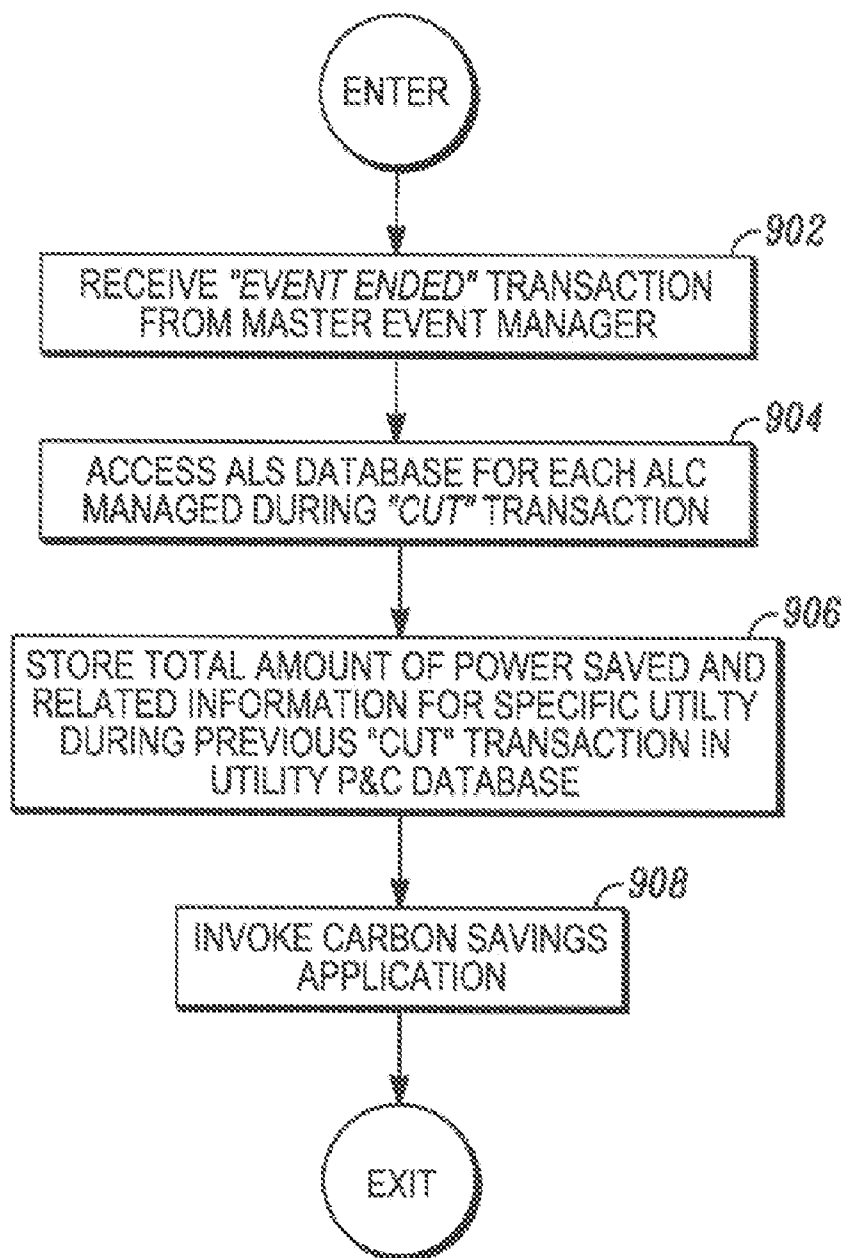 ENTER
902
RECEIVE "EVENT ENDED" TRANSACTION
FROM MASTER EVENT MANAGER
904
ACCESS ALS DATABASE FOR EACH ALC
MANAGED DURING "CUT" TRANSACTION
906
STORE TOTAL AMOUNT OF POWER SAVED AND
RELATED INFORMATION FOR SPECIFIC UTILTY
DURING PREVIOUS "CUT" TRANSACTION IN
UTILITY P&C DATABASE
908
INVOKE CARBON SAVINGS
APPLICATION
EXIT